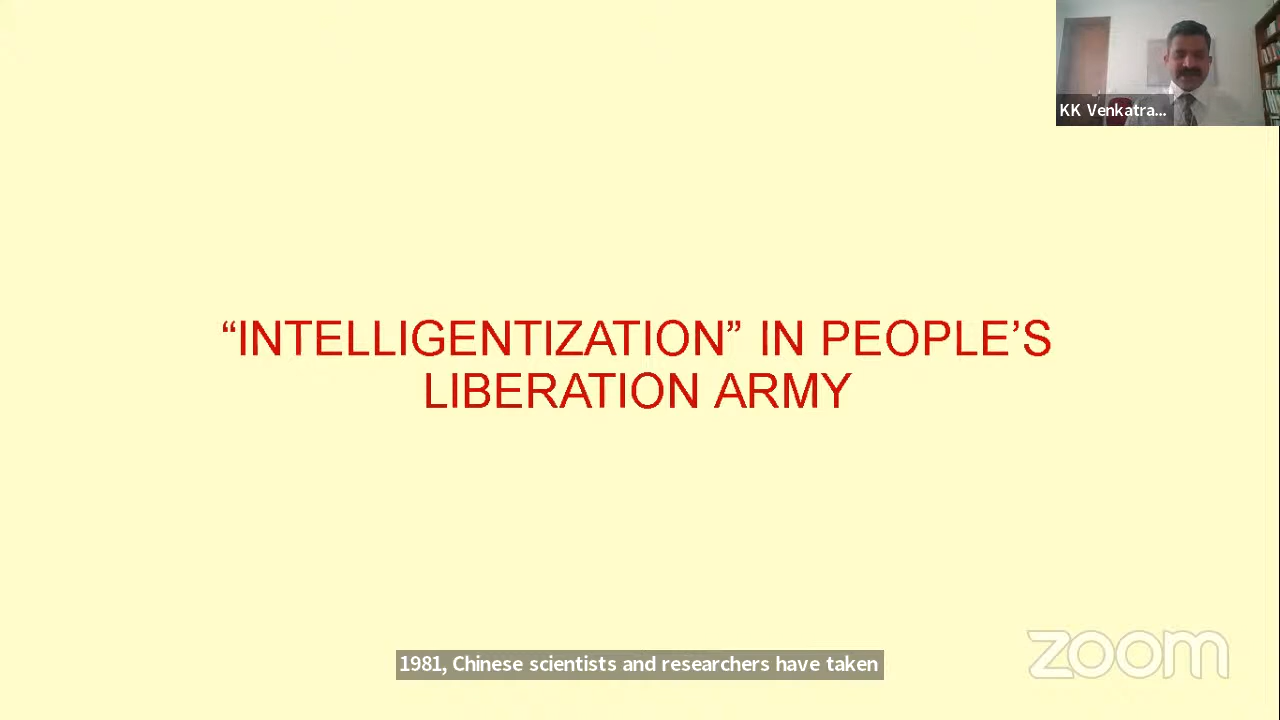 KK Venkatra...
“INTELLIGENTIZATION” IN PEOPLE’S
LIBERATION ARMY
1981, Chinese scientists and researchers have taken
zoom